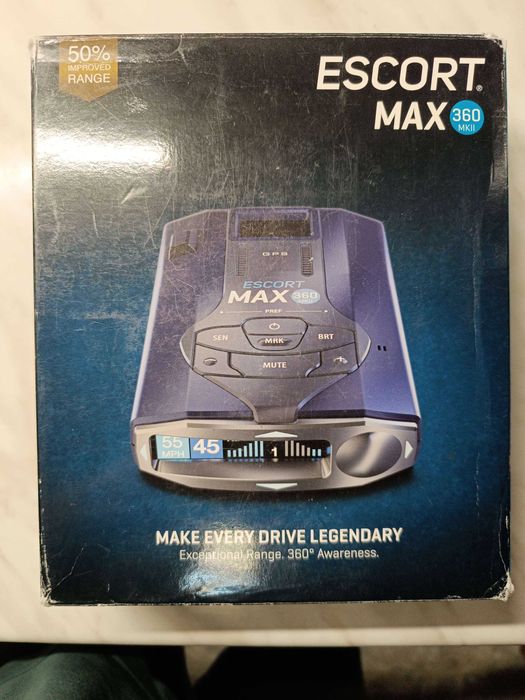 50%
IMPROVED
RANGE
ESCORT®
MAX 360
MKII
GPS
ESCORT
MAX 360
MKII
PREF
SEN
MRK
BRT
MUTE
55
MPH
45
1
MAKE EVERY DRIVE LEGENDARY
Exceptional Range. 360° Awareness.